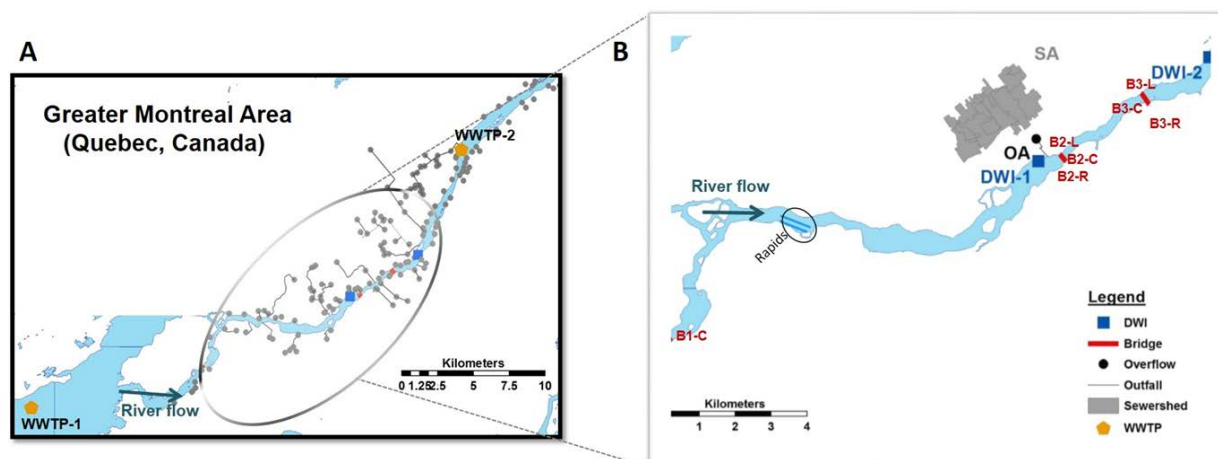 A
Greater Montreal Area
(Quebec, Canada)
WWTP-2
Kilometers
0 1.25 2.5 5 7.5 10
River flow
WWTP-1
B
SA
DWI-2
B3-L
B3-C
B3-R
OA
B2-L
DWI-1
B2-C
B2-R
River flow
Rapids
B1-C
Legend
DWI
Bridge
Overflow
Outfall
Sewershed
WWTP
Kilometers
0 1 2 3 4